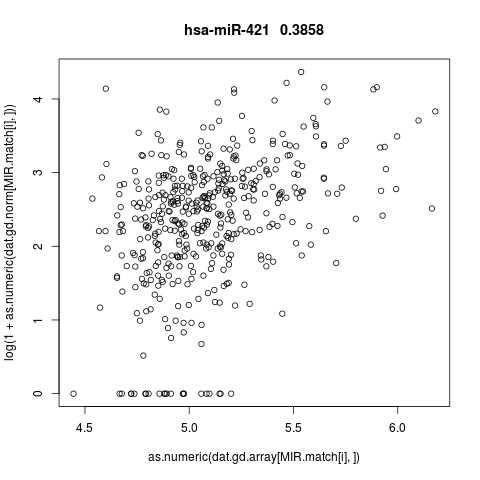 hsa-miR-421 0.3858
log(1 + as.numeric(dat.gd.norm[MIR.match[i], ]))
4
3
2
1
0
4.5 5.0 5.5 6.0
as.numeric(dat.gd.array[MIR.match[i], ])